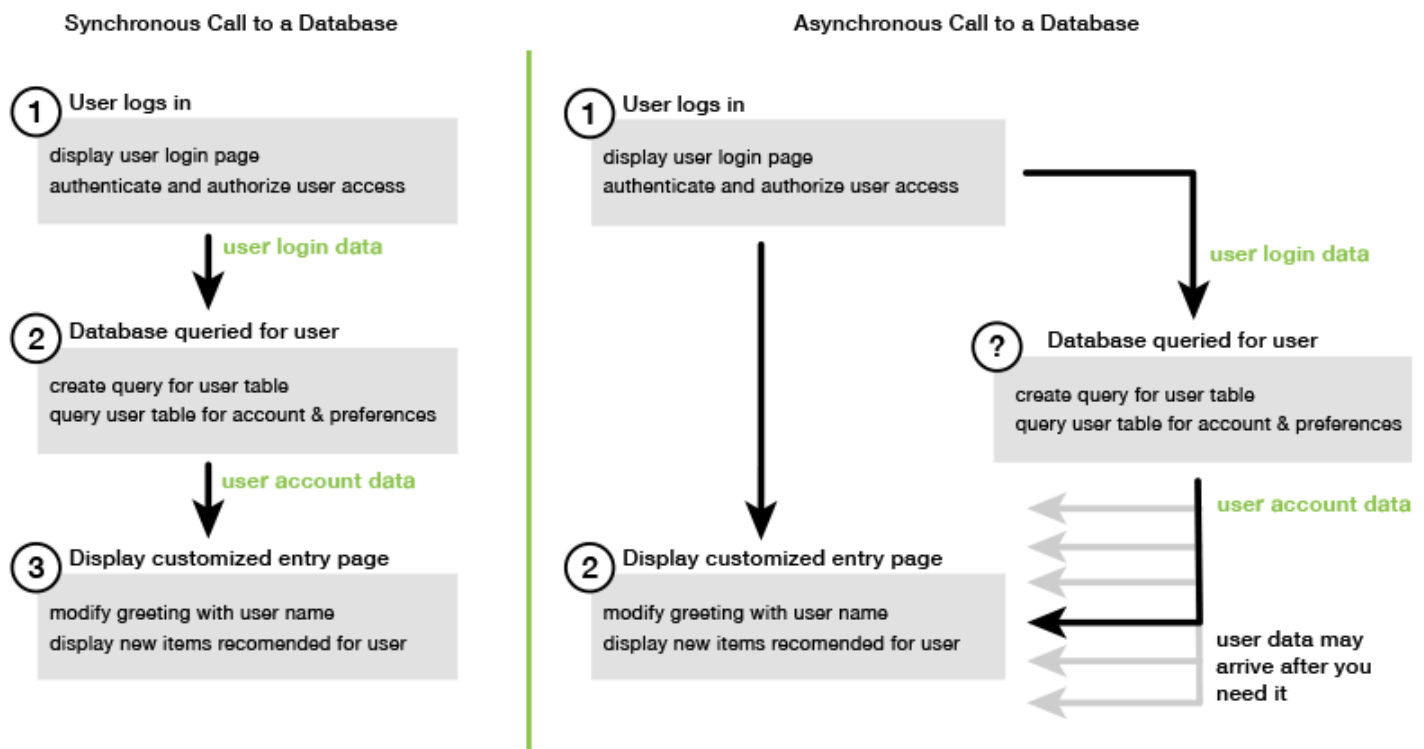 Synchronous Call to a Database
1
User logs in
display user login page
authenticate and authorize user access
user login data
2
Database queried for user
create query for user table
query user table for account & preferences
user account data
3
Display customized entry page
modify greeting with user name
display new items recomended for user
Asynchronous Call to a Database
1
User logs in
display user login page
authenticate and authorize user access
user login data
?
Database queried for user
create query for user table
query user table for account & preferences
user account data
2
Display customized entry page
modify greeting with user name
display new items recomended for user
user data may
arrive after you
need it